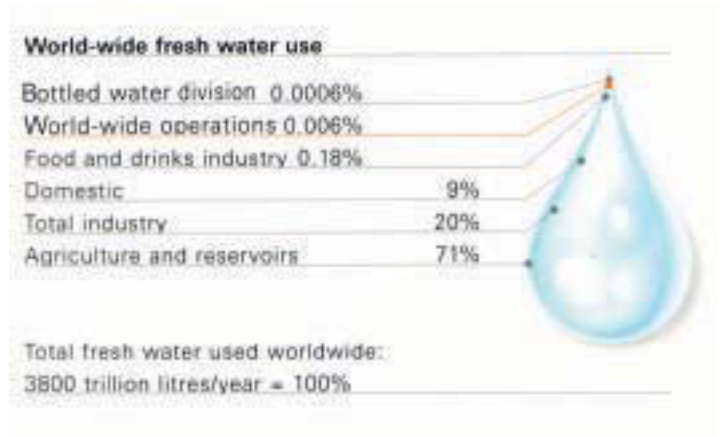 World-wide fresh water use
Bottled water division 0.0006%
World-wide operations 0.006%
Food and drinks industry 0.18%
Domestic 9%
Total industry 20%
Agriculture and reservoirs 71%
Total fresh water used worldwide:
3800 trillion litres/year = 100%